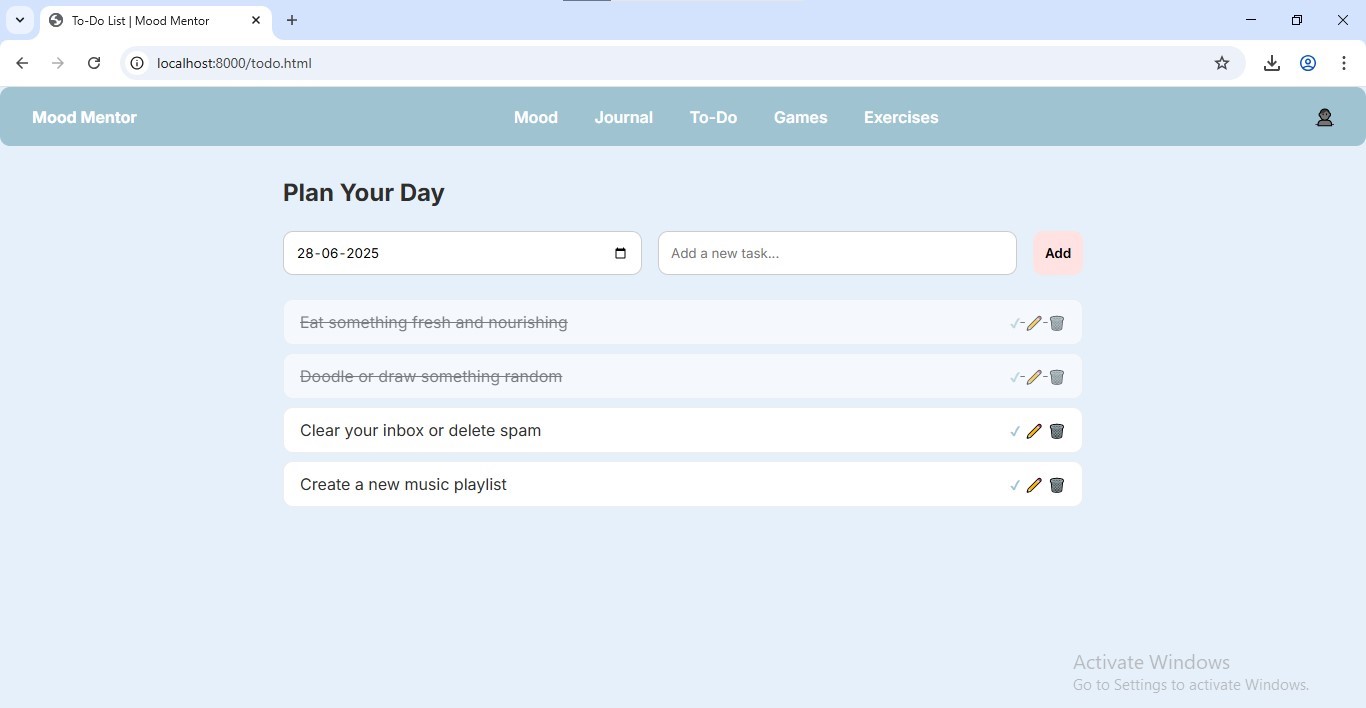 To-Do List | Mood Mentor
localhost:8000/todo.html
Mood Mentor Mood Journal To-Do Games Exercises
Plan Your Day
28-06-2025 Add a new task... Add
Eat something fresh and nourishing
Doodle or draw something random
Clear your inbox or delete spam
Create a new music playlist
Activate Windows
Go to Settings to activate Windows.